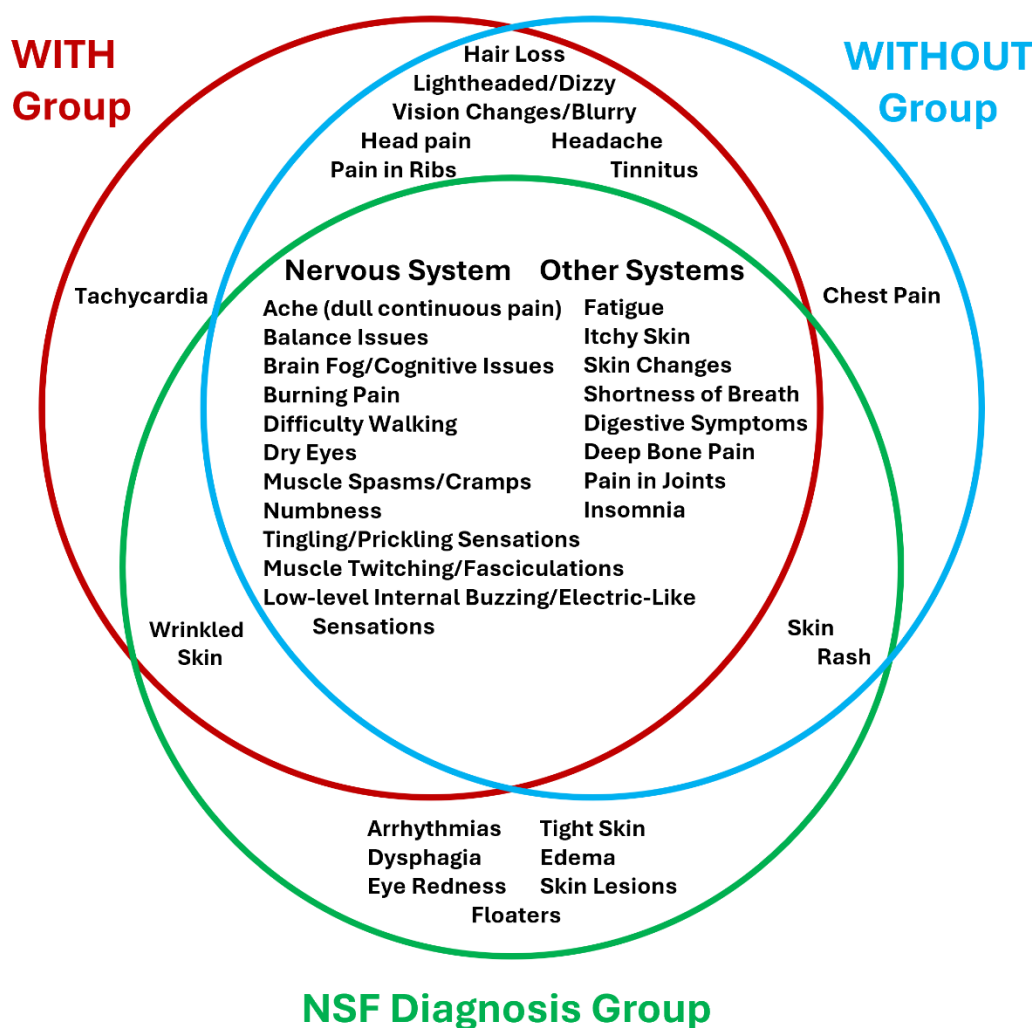 WITH
Group
WITHOUT
Group
Hair Loss
Lightheaded/Dizzy
Vision Changes/Blurry
Head pain Headache
Pain in Ribs Tinnitus
Tachycardia
Chest Pain
Nervous System
Ache (dull continuous pain)
Balance Issues
Brain Fog/Cognitive Issues
Burning Pain
Difficulty Walking
Dry Eyes
Muscle Spasms/Cramps
Numbness
Tingling/Prickling Sensations
Muscle Twitching/Fasciculations
Low-level Internal Buzzing/Electric-Like
Sensations
Other Systems
Fatigue
Itchy Skin
Skin Changes
Shortness of Breath
Digestive Symptoms
Deep Bone Pain
Pain in Joints
Insomnia
Wrinkled
Skin
Skin
Rash
Arrhythmias
Dysphagia
Eye Redness
Tight Skin
Edema
Skin Lesions
Floaters
NSF Diagnosis Group